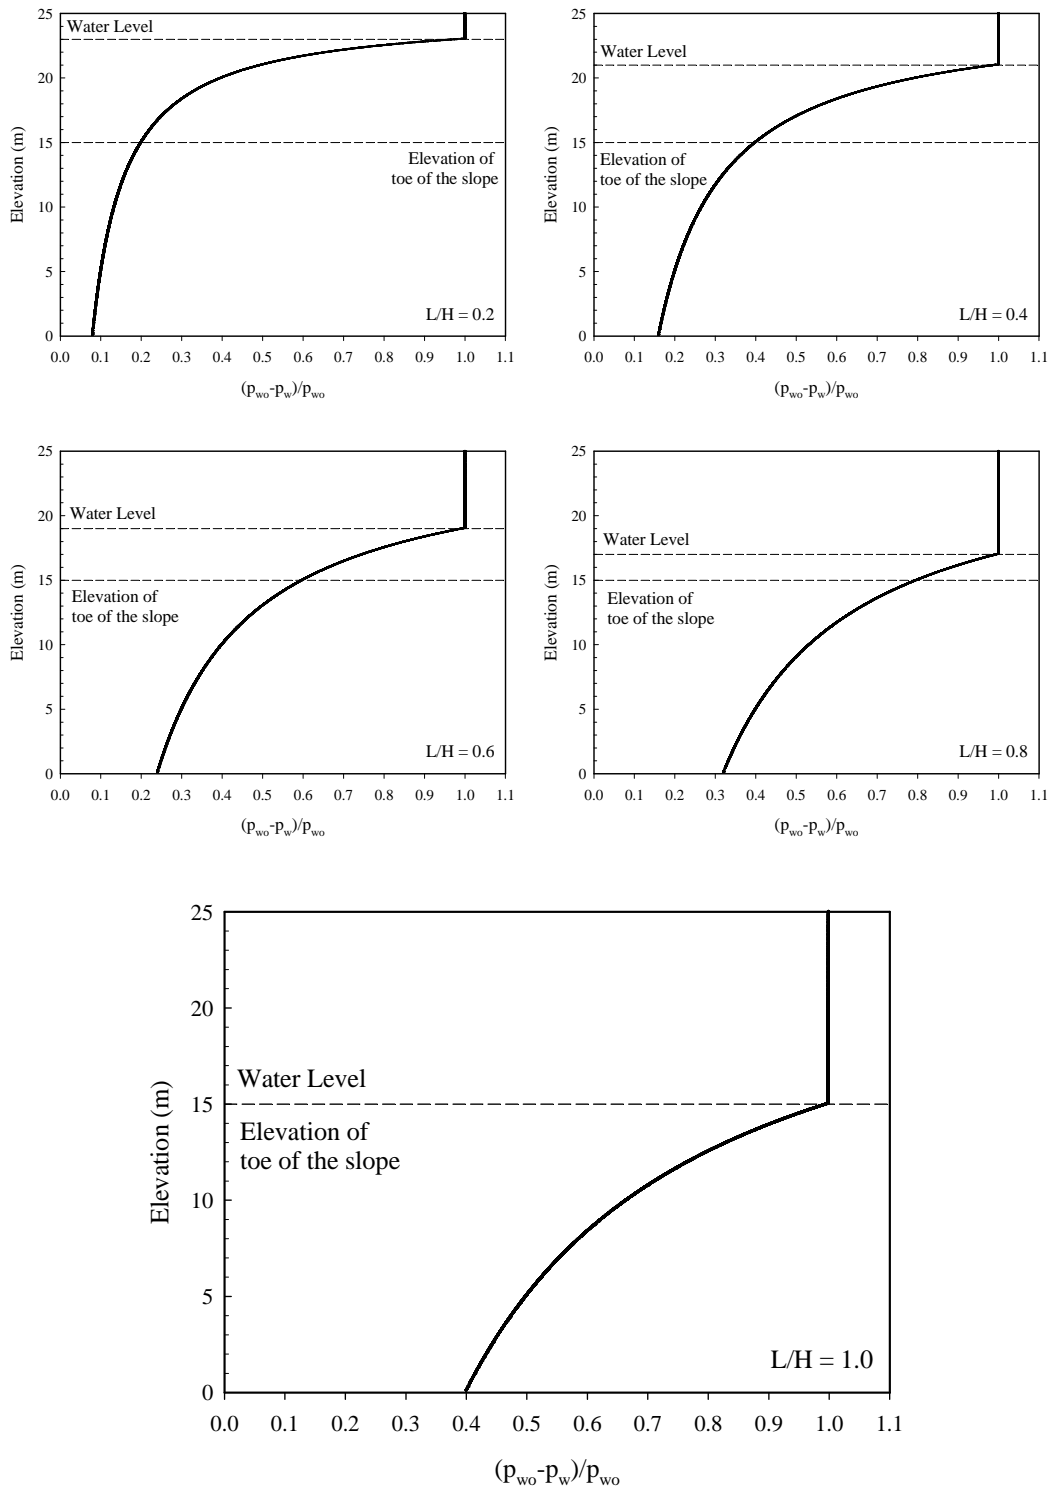 25
Water Level
20
15
Elevation of
toe of the slope
10
5
L/H = 0.2
0
0.0 0.1 0.2 0.3 0.4 0.5 0.6 0.7 0.8 0.9 1.0 1.1
Elevation (m)
(pwo-pw)/pwo
25
Water Level
20
15
Elevation of
toe of the slope
10
5
L/H = 0.4
0
0.0 0.1 0.2 0.3 0.4 0.5 0.6 0.7 0.8 0.9 1.0 1.1
Elevation (m)
(pwo-pw)/pwo
25
20
Water Level
15
Elevation of
toe of the slope
10
5
L/H = 0.6
0
0.0 0.1 0.2 0.3 0.4 0.5 0.6 0.7 0.8 0.9 1.0 1.1
Elevation (m)
(pwo-pw)/pwo
25
20
Water Level
15
Elevation of
toe of the slope
10
5
L/H = 0.8
0
0.0 0.1 0.2 0.3 0.4 0.5 0.6 0.7 0.8 0.9 1.0 1.1
Elevation (m)
(pwo-pw)/pwo
25
20
Water Level
15
Elevation of
toe of the slope
10
5
L/H = 1.0
0
0.0 0.1 0.2 0.3 0.4 0.5 0.6 0.7 0.8 0.9 1.0 1.1
Elevation (m)
(pwo-pw)/pwo